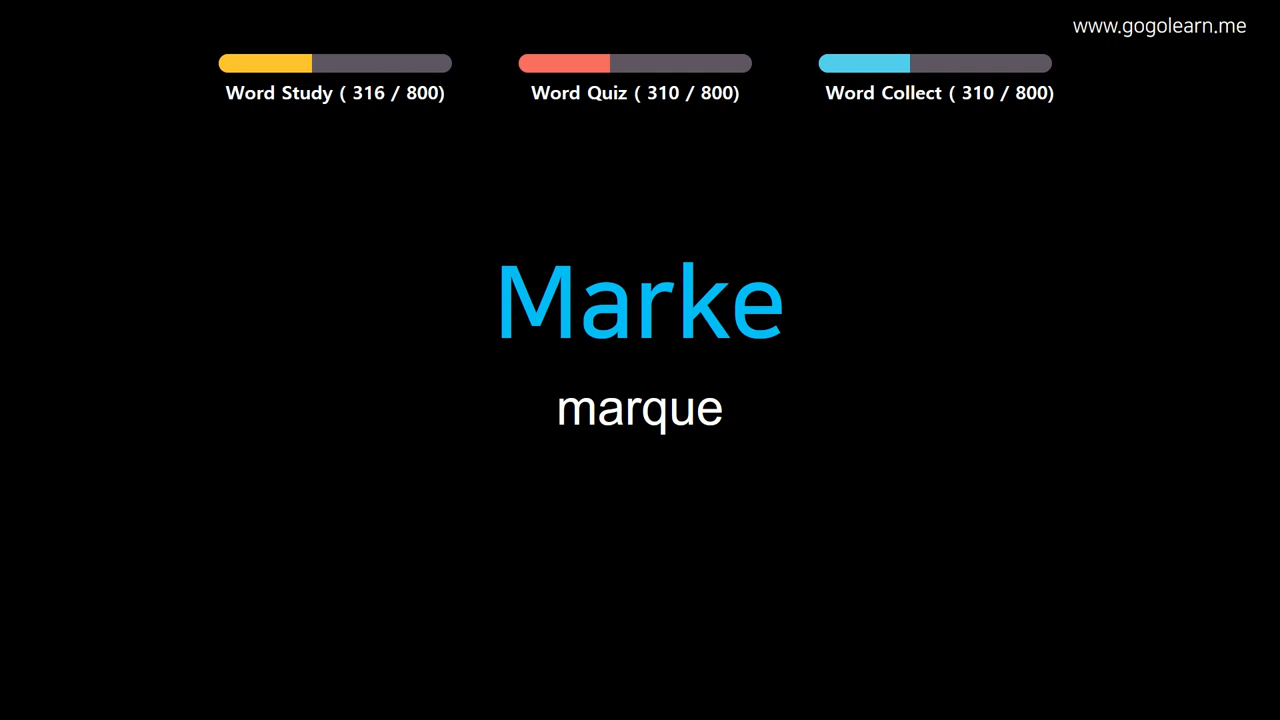 www.gogolearn.me
Word Study ( 316 / 800)
Word Quiz ( 310 / 800)
Word Collect ( 310 / 800)
Marke
marque